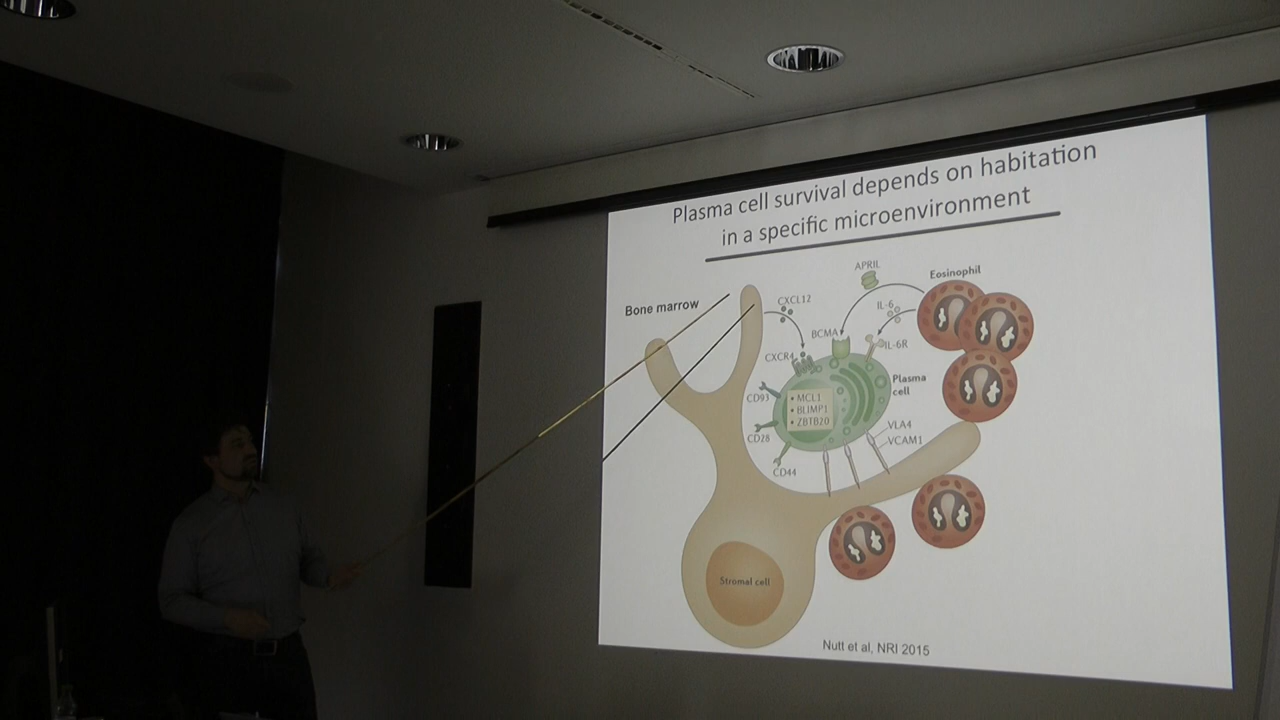 Plasma cell survival depends on habitation
in a specific microenvironment
Bone marrow
APRIL
Eosinophil
CXCL12
IL-6
BCMA
IL-6R
CXCR4
Plasma
cell
CD93
• MCL1
• BLIMP1
• ZBTB20
CD28
VLA4
VCAM1
CD44
Stromal cell
Nutt et al, NRI 2015